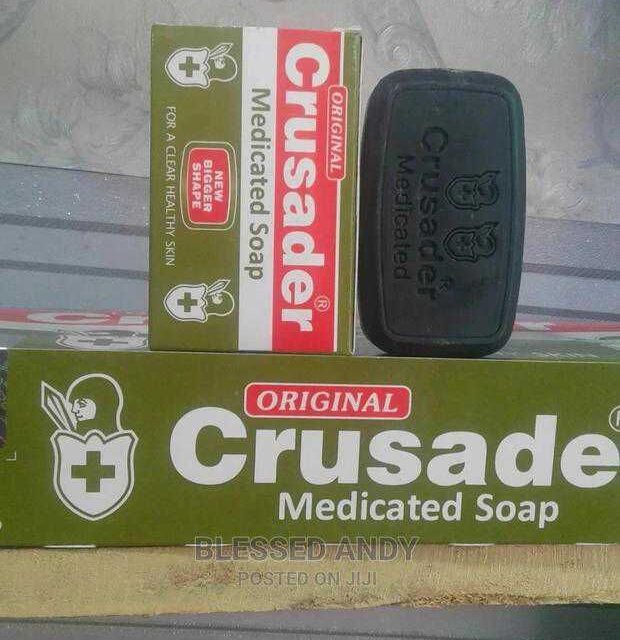 ORIGINAL
Crusader®
Medicated Soap
NEW
BIGGER
SHAPE
FOR A CLEAR HEALTHY SKIN
Crusader
Medicated
ORIGINAL
Crusade
Medicated Soap
BLESSED ANDY
POSTED ON JIJI